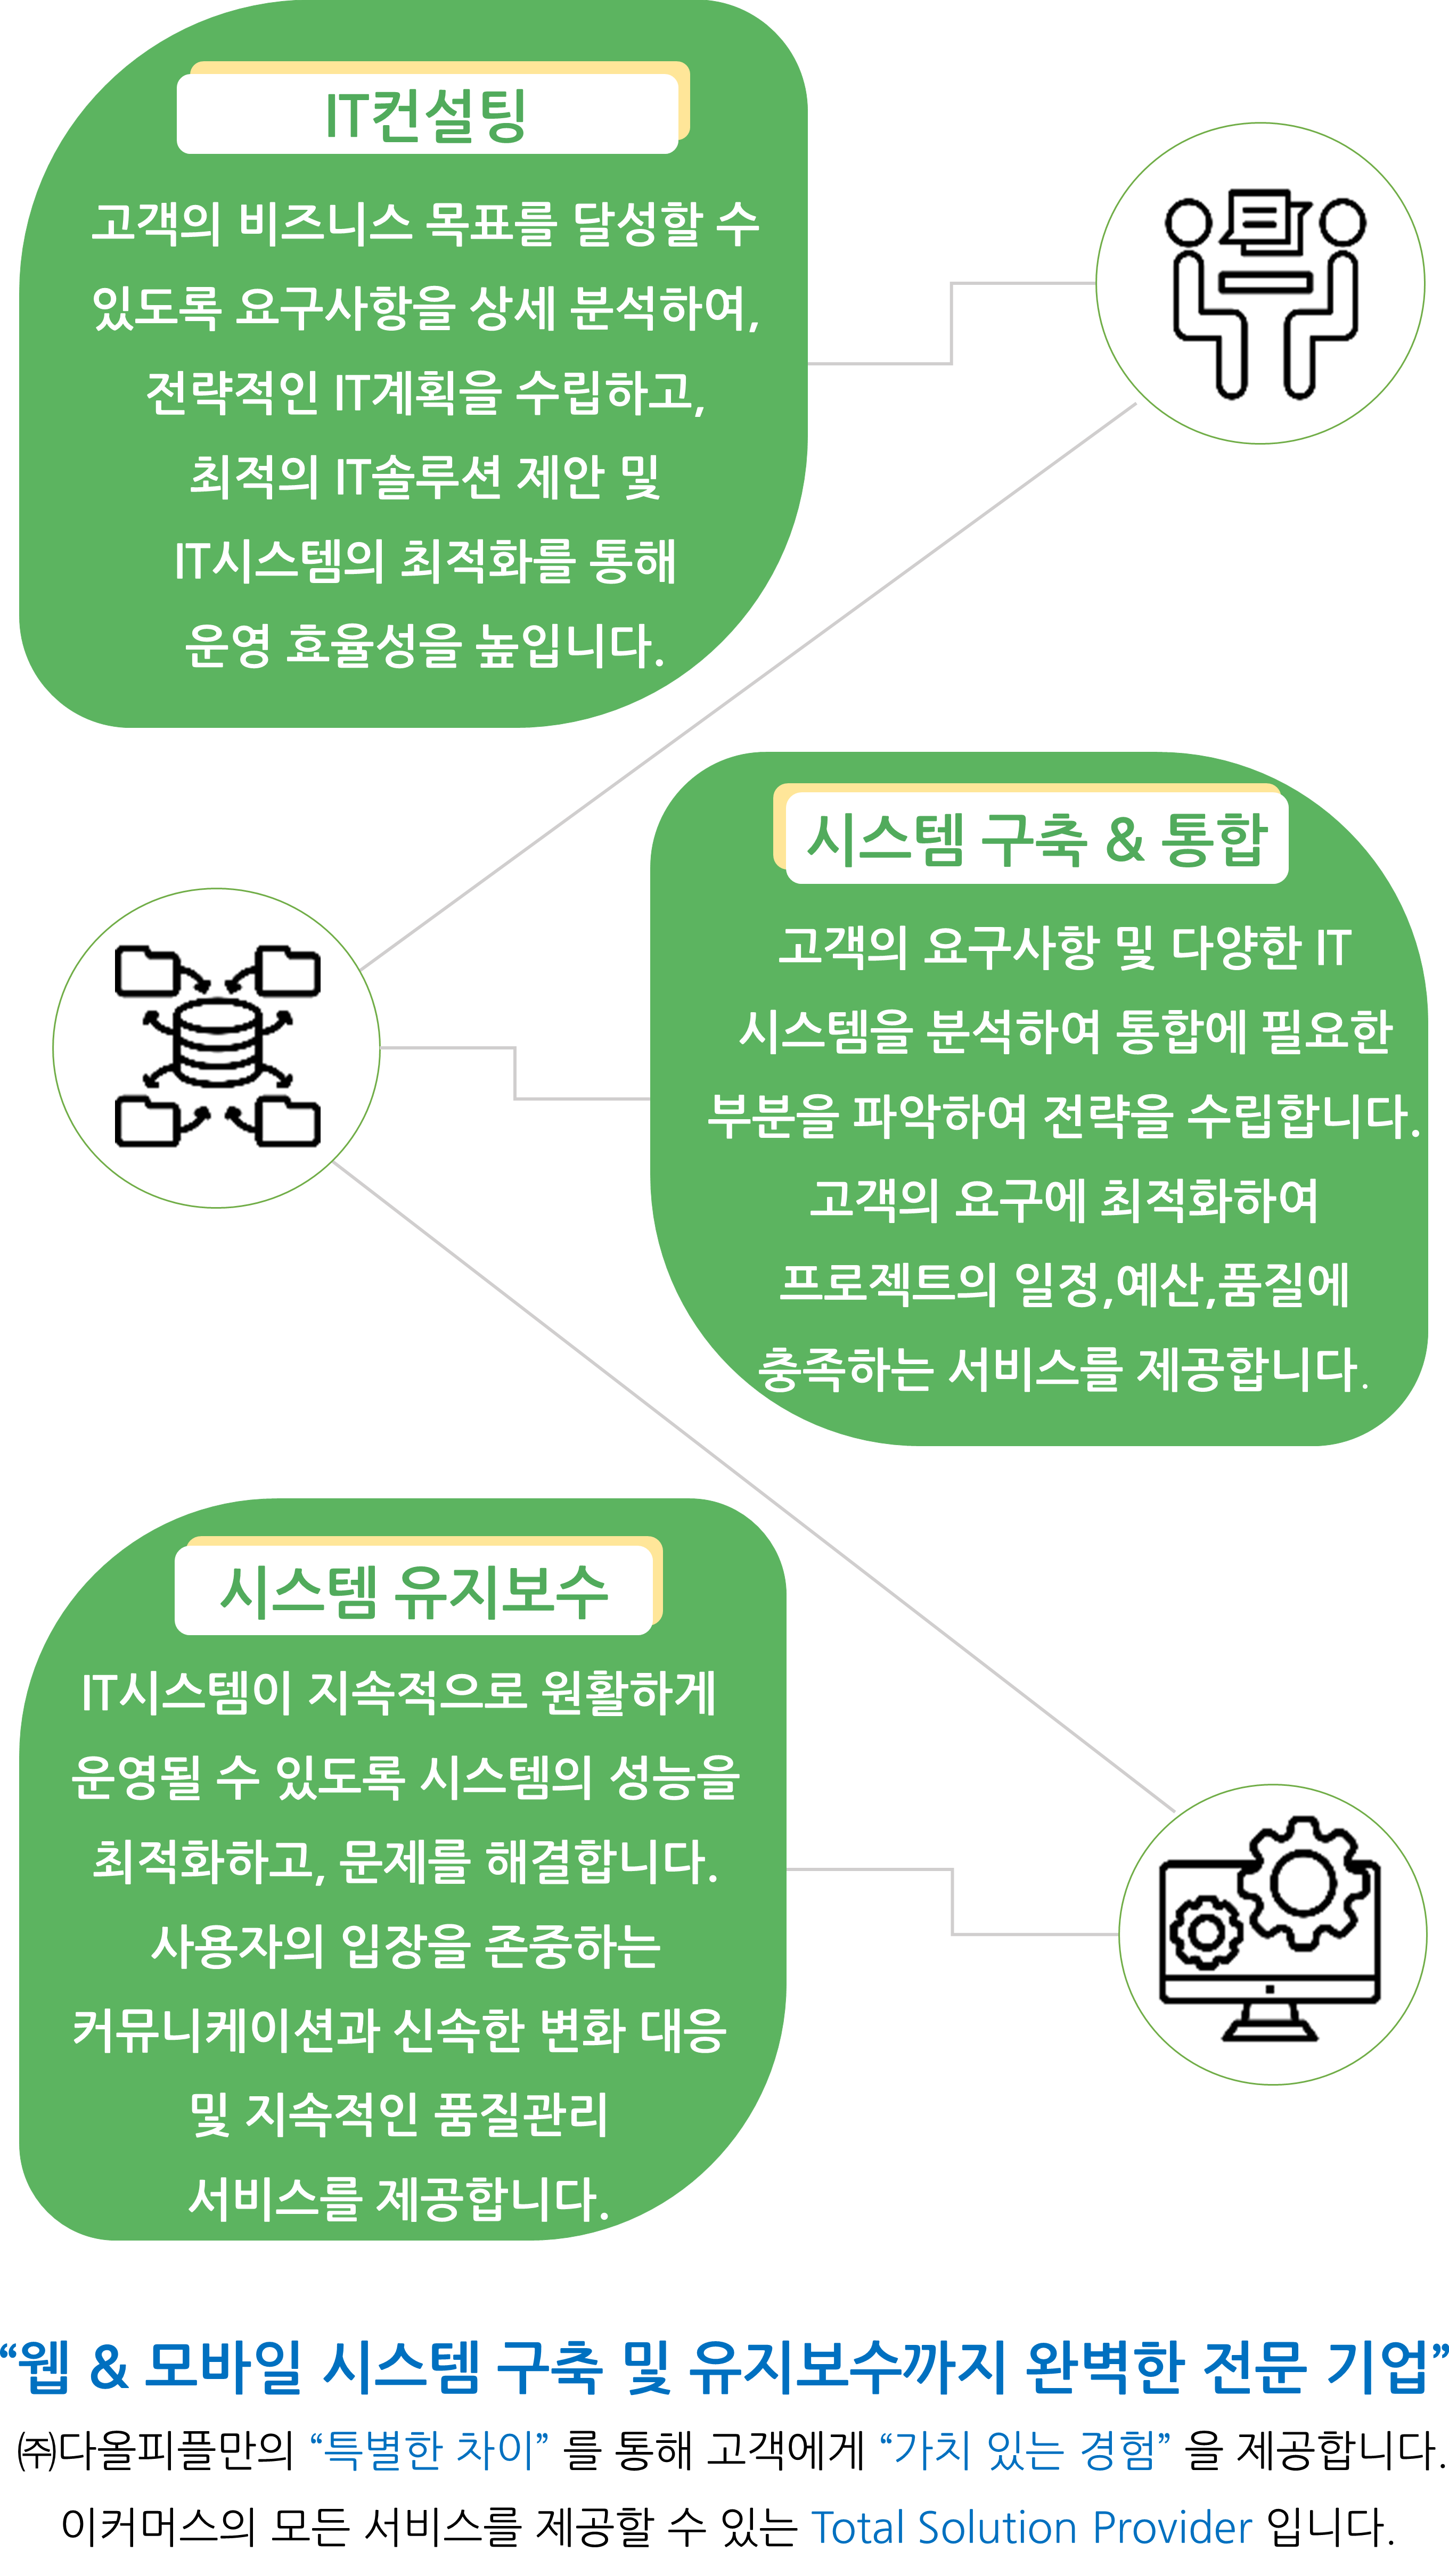 IT컨설팅
고객의 비즈니스 목표를 달성할 수
있도록 요구사항을 상세 분석하여,
전략적인 IT계획을 수립하고,
최적의 IT솔루션 제안 및
IT시스템의 최적화를 통해
운영 효율성을 높입니다.
시스템 구축 & 통합
고객의 요구사항 및 다양한 IT
시스템을 분석하여 통합에 필요한
부분을 파악하여 전략을 수립합니다.
고객의 요구에 최적화하여
프로젝트의 일정,예산,품질에
충족하는 서비스를 제공합니다.
시스템 유지보수
IT시스템이 지속적으로 원활하게
운영될 수 있도록 시스템의 성능을
최적화하고, 문제를 해결합니다.
사용자의 입장을 존중하는
커뮤니케이션과 신속한 변화 대응
및 지속적인 품질관리
서비스를 제공합니다.
“웹 & 모바일 시스템 구축 및 유지보수까지 완벽한 전문 기업”
㈜다올피플만의 “특별한 차이” 를 통해 고객에게 “가치 있는 경험” 을 제공합니다.
이커머스의 모든 서비스를 제공할 수 있는 Total Solution Provider 입니다.